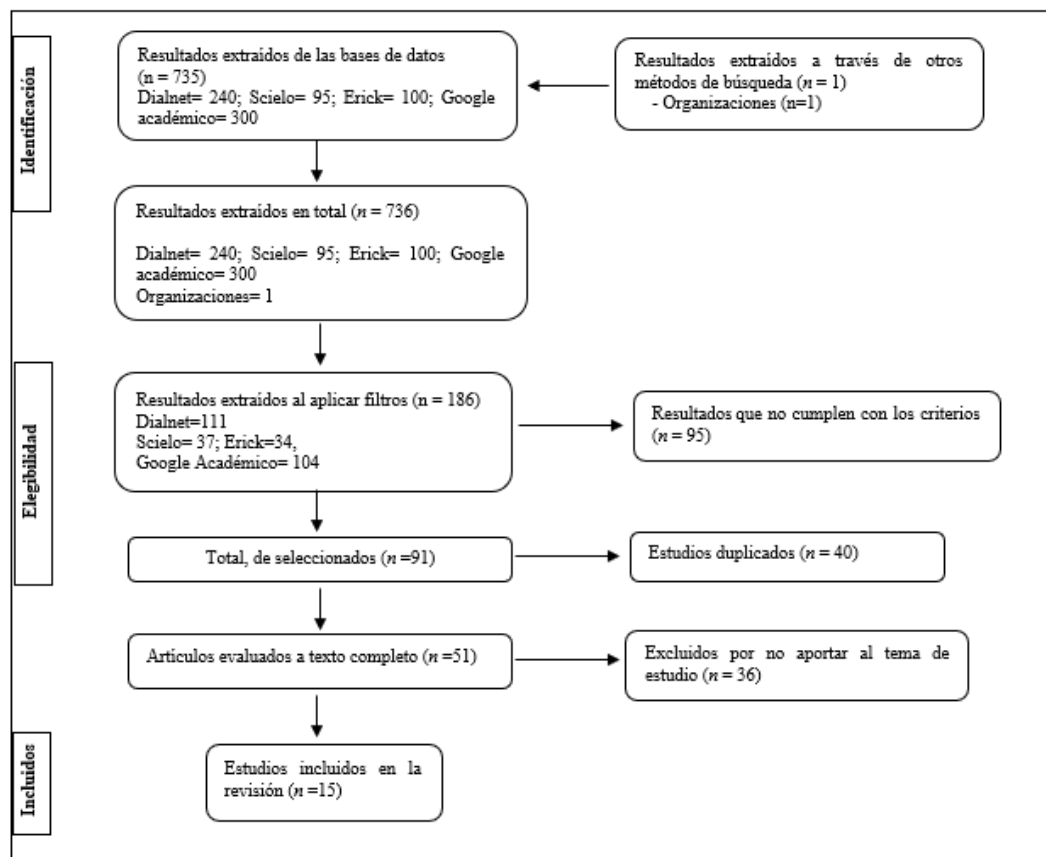 Identificación
Resultados extraídos de las bases de datos
(n = 735)
Dialnet= 240; Scielo= 95; Erick= 100; Google
académico= 300
Resultados extraídos a través de otros
métodos de búsqueda (n = 1)
- Organizaciones (n=1)
Resultados extraídos en total (n = 736)
Dialnet= 240; Scielo= 95; Erick= 100; Google
académico= 300
Organizaciones= 1
Elegibilidad
Resultados extraídos al aplicar filtros (n = 186)
Dialnet=111
Scielo= 37; Erick=34,
Google Académico= 104
Resultados que no cumplen con los criterios
(n = 95)
Total, de seleccionados (n =91)
Estudios duplicados (n = 40)
Artículos evaluados a texto completo (n =51)
Excluidos por no aportar al tema de
estudio (n = 36)
Incluidos
Estudios incluidos en la
revisión (n =15)